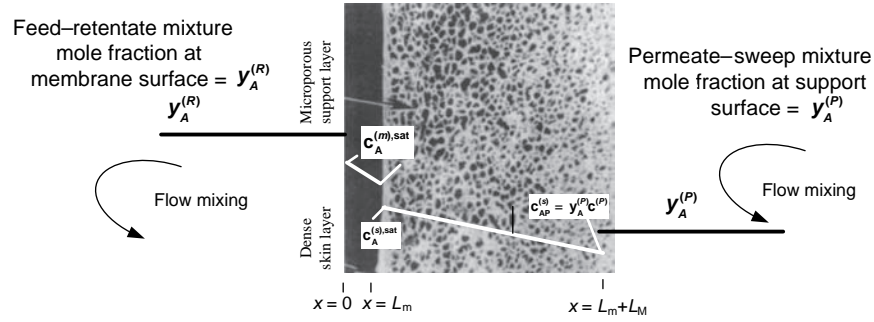 Feed–retentate mixture
mole fraction at
membrane surface = y_A^(R)
y_A^(R)
Flow mixing
Microporous
support layer
Dense
skin layer
c_A^(m),sat
c_A^(s),sat
c_AP^(s) = y_A^(P)c^(P)
Permeate–sweep mixture
mole fraction at support
surface = y_A^(P)
y_A^(P)
Flow mixing
x = 0
x = L_m
x = L_m+L_M